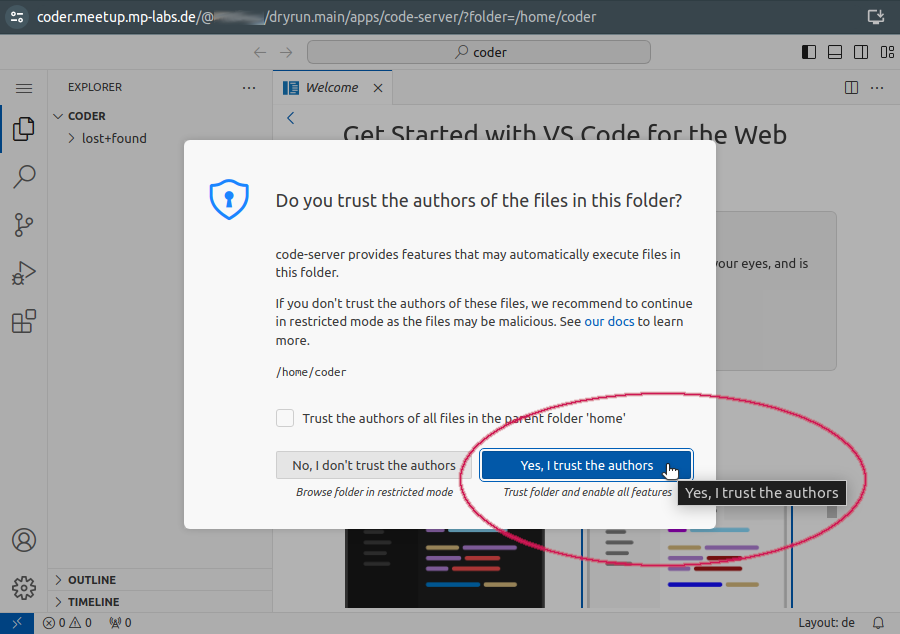 coder.meetup.mp-labs.de/@ /dryrun.main/apps/code-server/?folder=/home/coder
coder
EXPLORER
Welcome
CODER
lost+found
Get Started with VS Code for the Web
your eyes, and is
Do you trust the authors of the files in this folder?
code-server provides features that may automatically execute files in
this folder.
If you don't trust the authors of these files, we recommend to continue
in restricted mode as the files may be malicious. See our docs to learn
more.
/home/coder
Trust the authors of all files in the parent folder 'home'
No, I don't trust the authors
Yes, I trust the authors
Browse folder in restricted mode
Trust folder and enable all features
Yes, I trust the authors
OUTLINE
TIMELINE
0 0 0
Layout: de